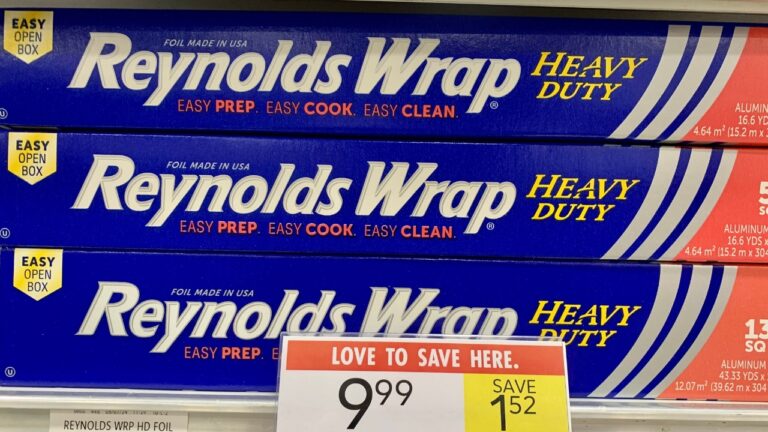 EASY
OPEN
BOX
FOIL MADE IN USA
Reynolds Wrap®
HEAVY
DUTY
EASY PREP. EASY COOK. EASY CLEAN.
16.6 YD
4.64 m² (15.2 m x
EASY
OPEN
BOX
FOIL MADE IN USA
Reynolds Wrap®
HEAVY
DUTY
EASY PREP. EASY COOK. EASY CLEAN.
ALUMINUM
16.6 YDS x
4.64 m² (15.2 m x 304
EASY
OPEN
BOX
FOIL MADE IN USA
Reynolds Wrap
HEAVY
DUTY
EASY PREP.
13
SQ
ALUMINUM
43.33 YDS x
12.07 m² (39.62 m x 304
LOVE TO SAVE HERE.
9.99
SAVE
1.52
REYNOLDS WRP HD FOIL